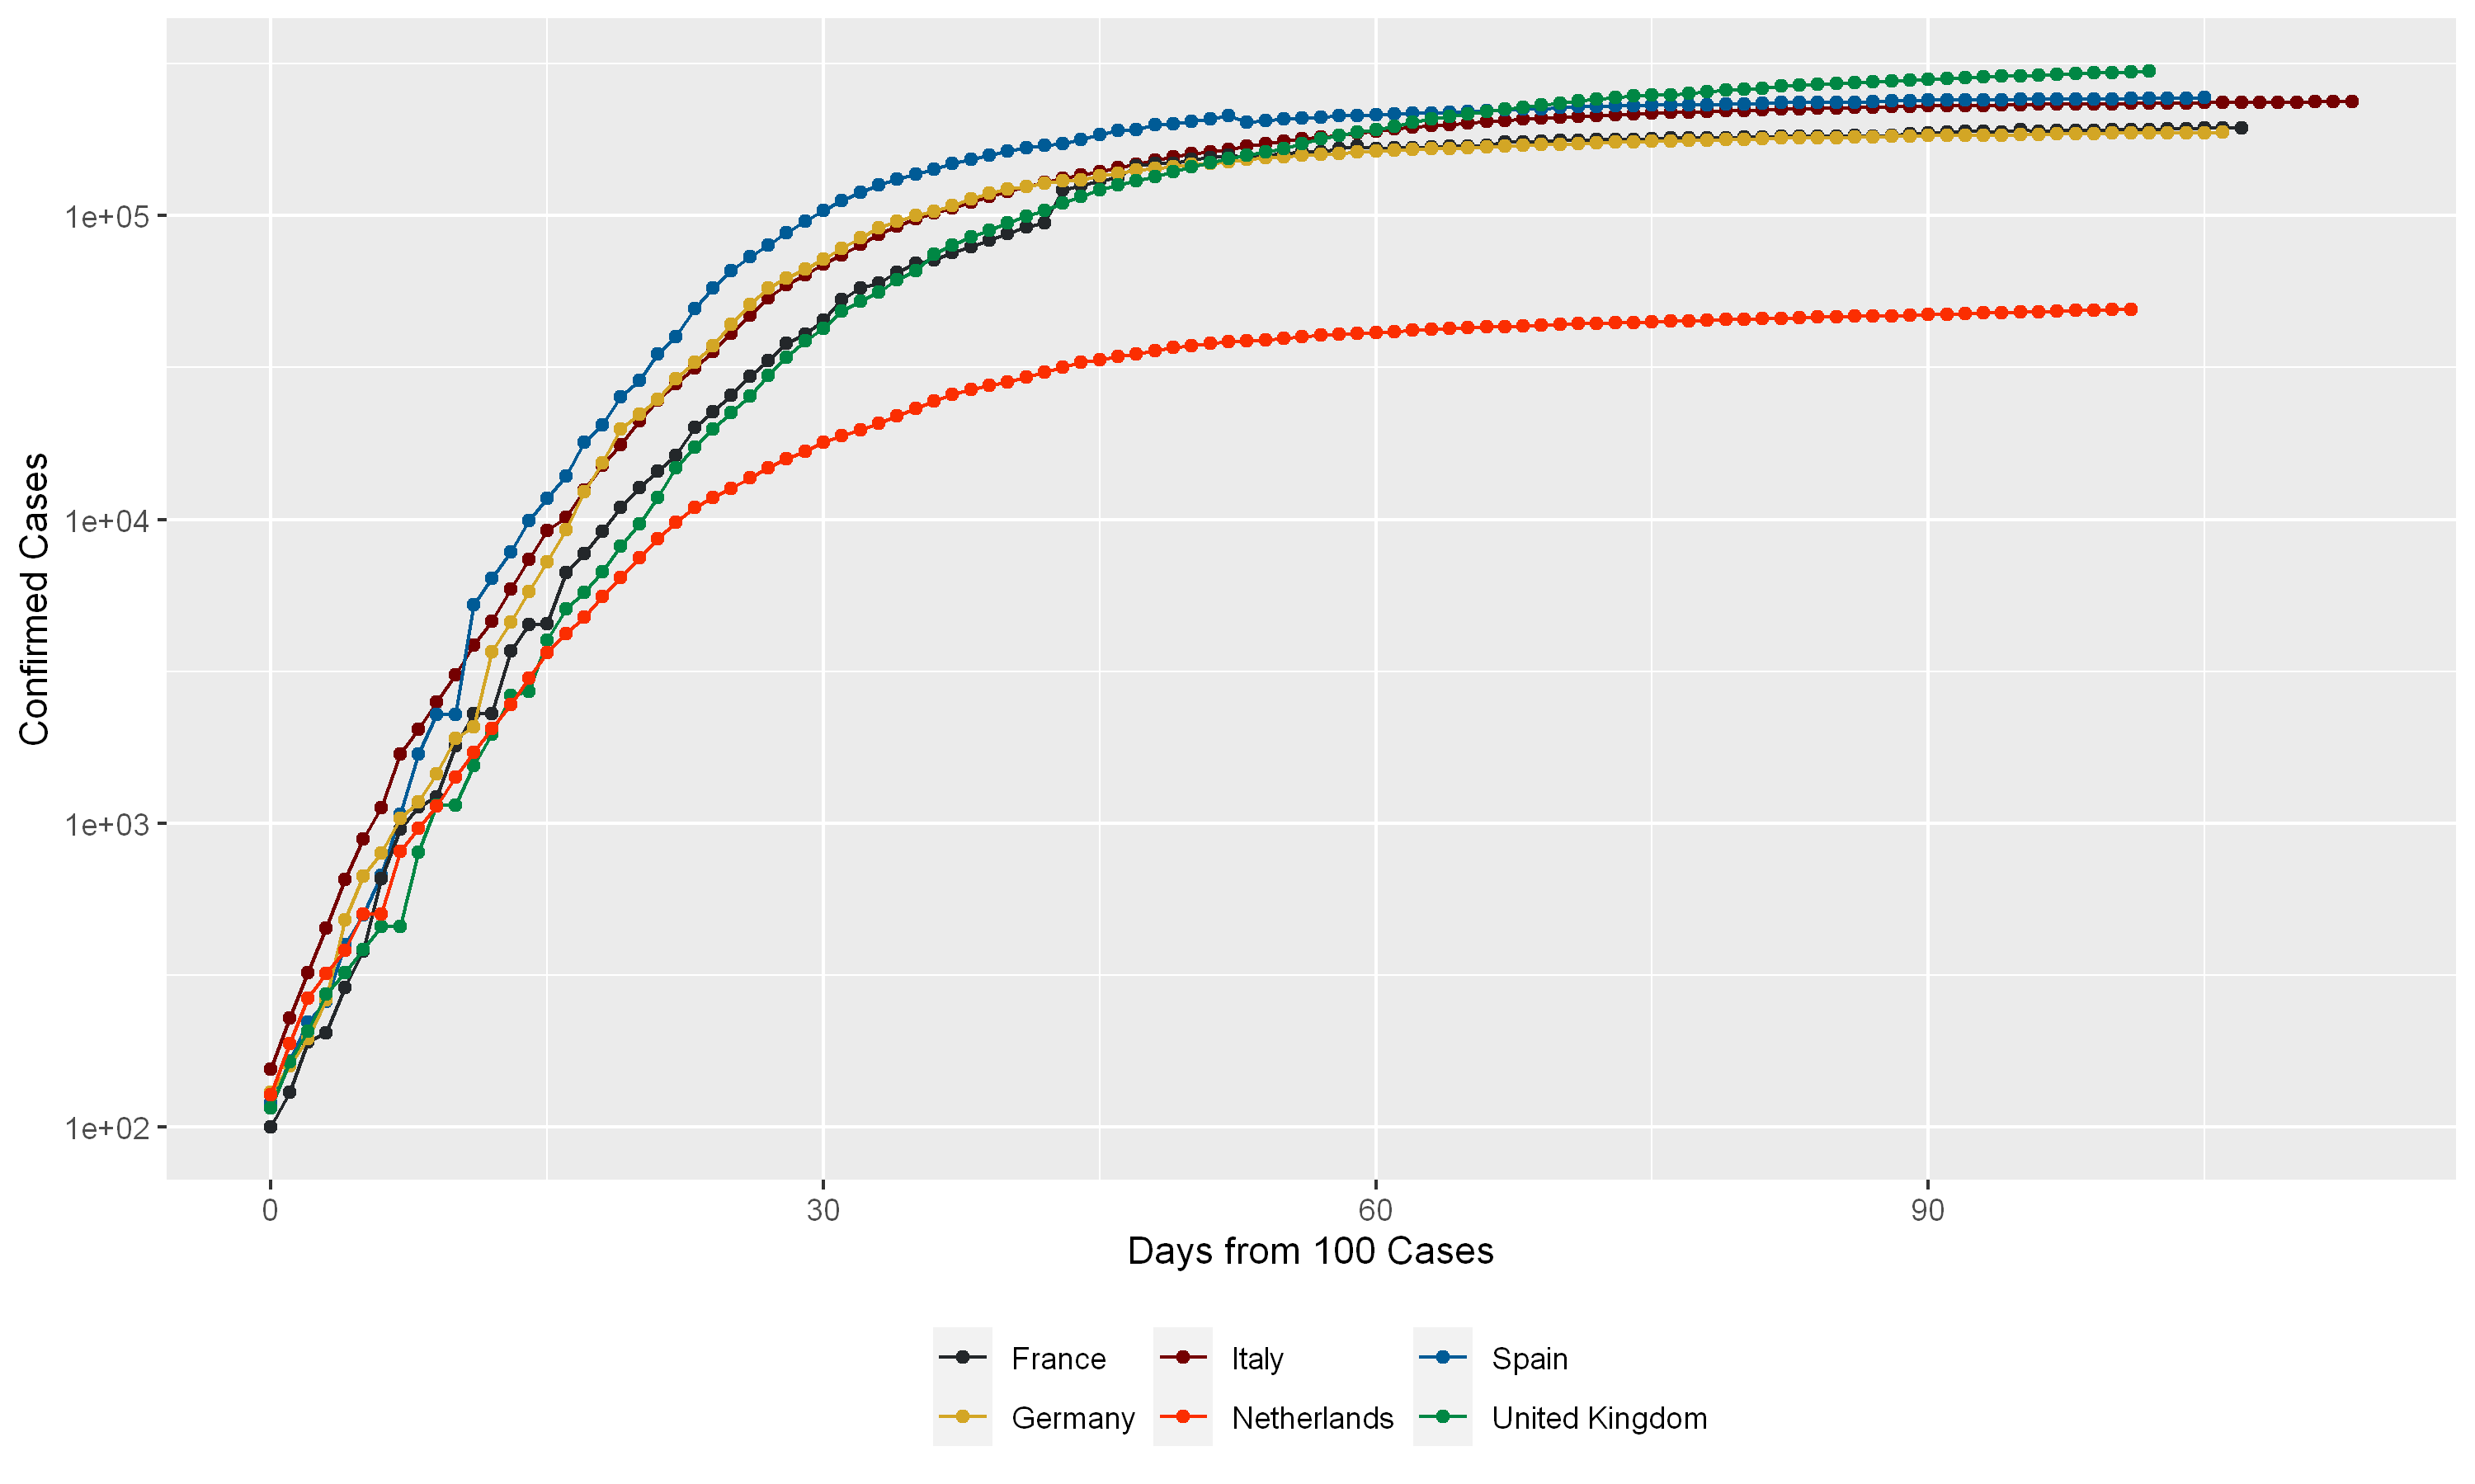 Confirmed Cases
1e+05
1e+04
1e+03
1e+02
0 30 60 90
Days from 100 Cases
France Italy Spain
Germany Netherlands United Kingdom